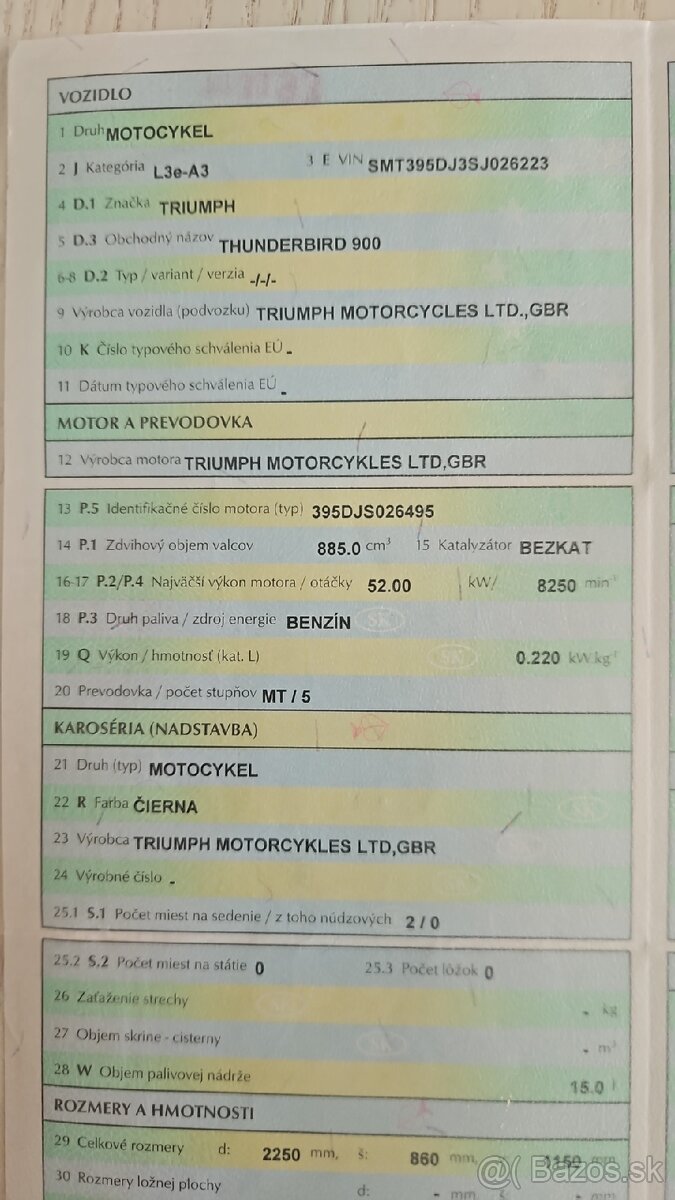 VOZIDLO
1 Druh MOTOCYKEL
2 J Kategória L3e-A3 3 E VIN SMT395DJ3SJ026223
4 D.1 Značka TRIUMPH
5 D.3 Obchodný názov THUNDERBIRD 900
6-8 D.2 Typ / variant / verzia -/-/-
9 Výrobca vozidla (podvozku) TRIUMPH MOTORCYCLES LTD.,GBR
10 K Číslo typového schválenia EÚ -
11 Dátum typového schválenia EÚ -
MOTOR A PREVODOVKA
12 Výrobca motora TRIUMPH MOTORCYKLES LTD,GBR
13 P.5 Identifikačné číslo motora (typ) 395DJS026495
14 P.1 Zdvihový objem valcov 885.0 cm³ 15 Katalyzátor BEZKAT
16-17 P.2/P.4 Najväčší výkon motora / otáčky 52.00 kW/ 8250 min⁻¹
18 P.3 Druh paliva / zdroj energie BENZÍN SK
19 Q Výkon / hmotnosť (kat. L) SK 0.220 kW.kg⁻¹
20 Prevodovka / počet stupňov MT / 5
KAROSÉRIA (NADSTAVBA)
21 Druh (typ) MOTOCYKEL
22 R Farba ČIERNA
23 Výrobca TRIUMPH MOTORCYKLES LTD,GBR
24 Výrobné číslo -
25.1 S.1 Počet miest na sedenie / z toho núdzových 2 / 0
25.2 S.2 Počet miest na státie 0 25.3 Počet lôžok 0
26 Zaťaženie strechy - kg
27 Objem skrine - cisterny - m³
28 W Objem palivovej nádrže 15.0 l
ROZMERY A HMOTNOSTI
29 Celkové rozmery d: 2250 mm, š: 860 mm, 1150 mm
30 Rozmery ložnej plochy d: - mm š: - mm
@ Bazos.sk